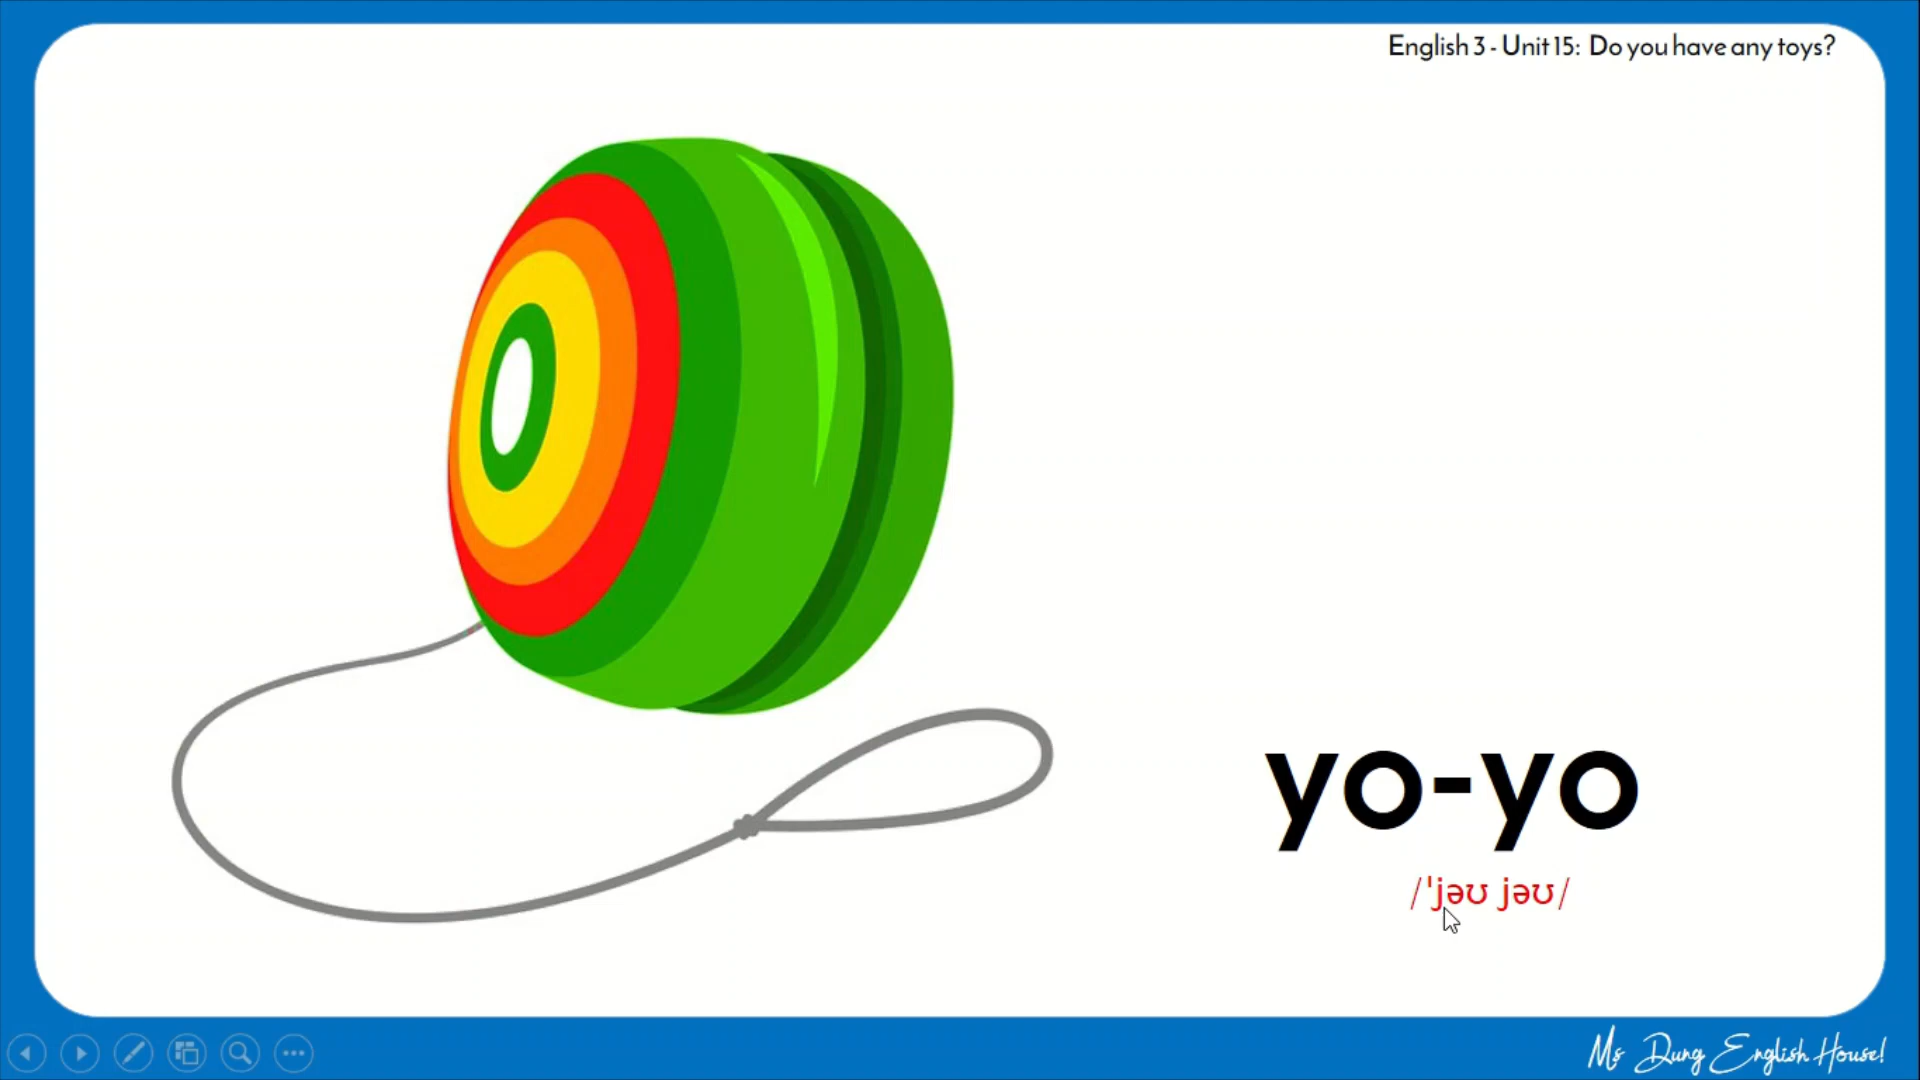 English 3 - Unit 15: Do you have any toys?
yo-yo
/ˈjəʊ jəʊ/
Ms Dung English House!